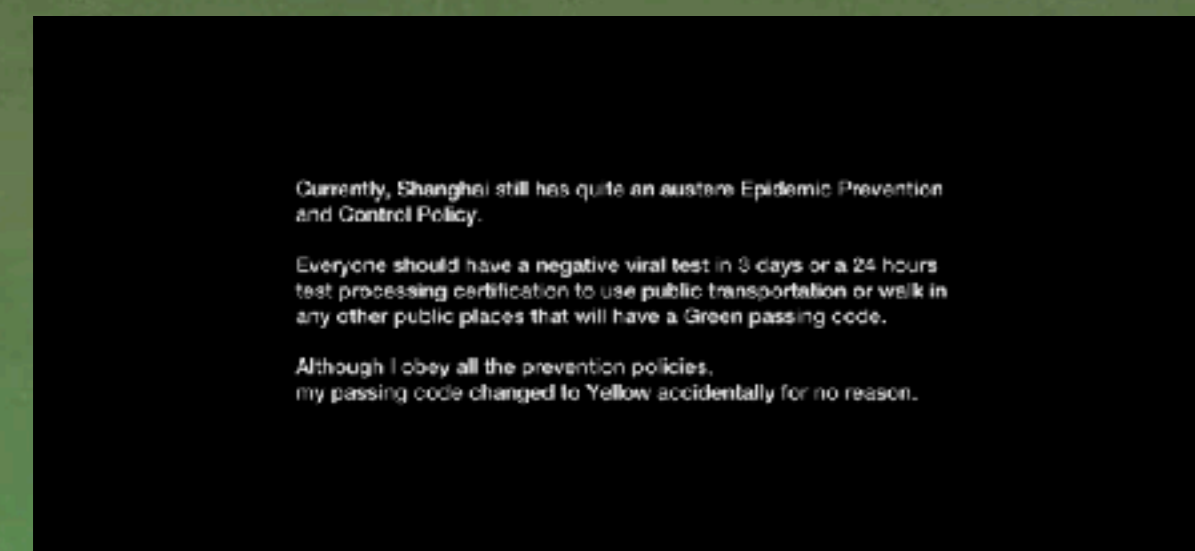 Currently, Shanghai still has quite an austere Epidemic Prevention
and Control Policy.
Everyone should have a negative viral test in 3 days or a 24 hours
test processing certification to use public transportation or walk in
any other public places that will have a Green passing code.
Although I obey all the prevention policies,
my passing code changed to Yellow accidentally for no reason.